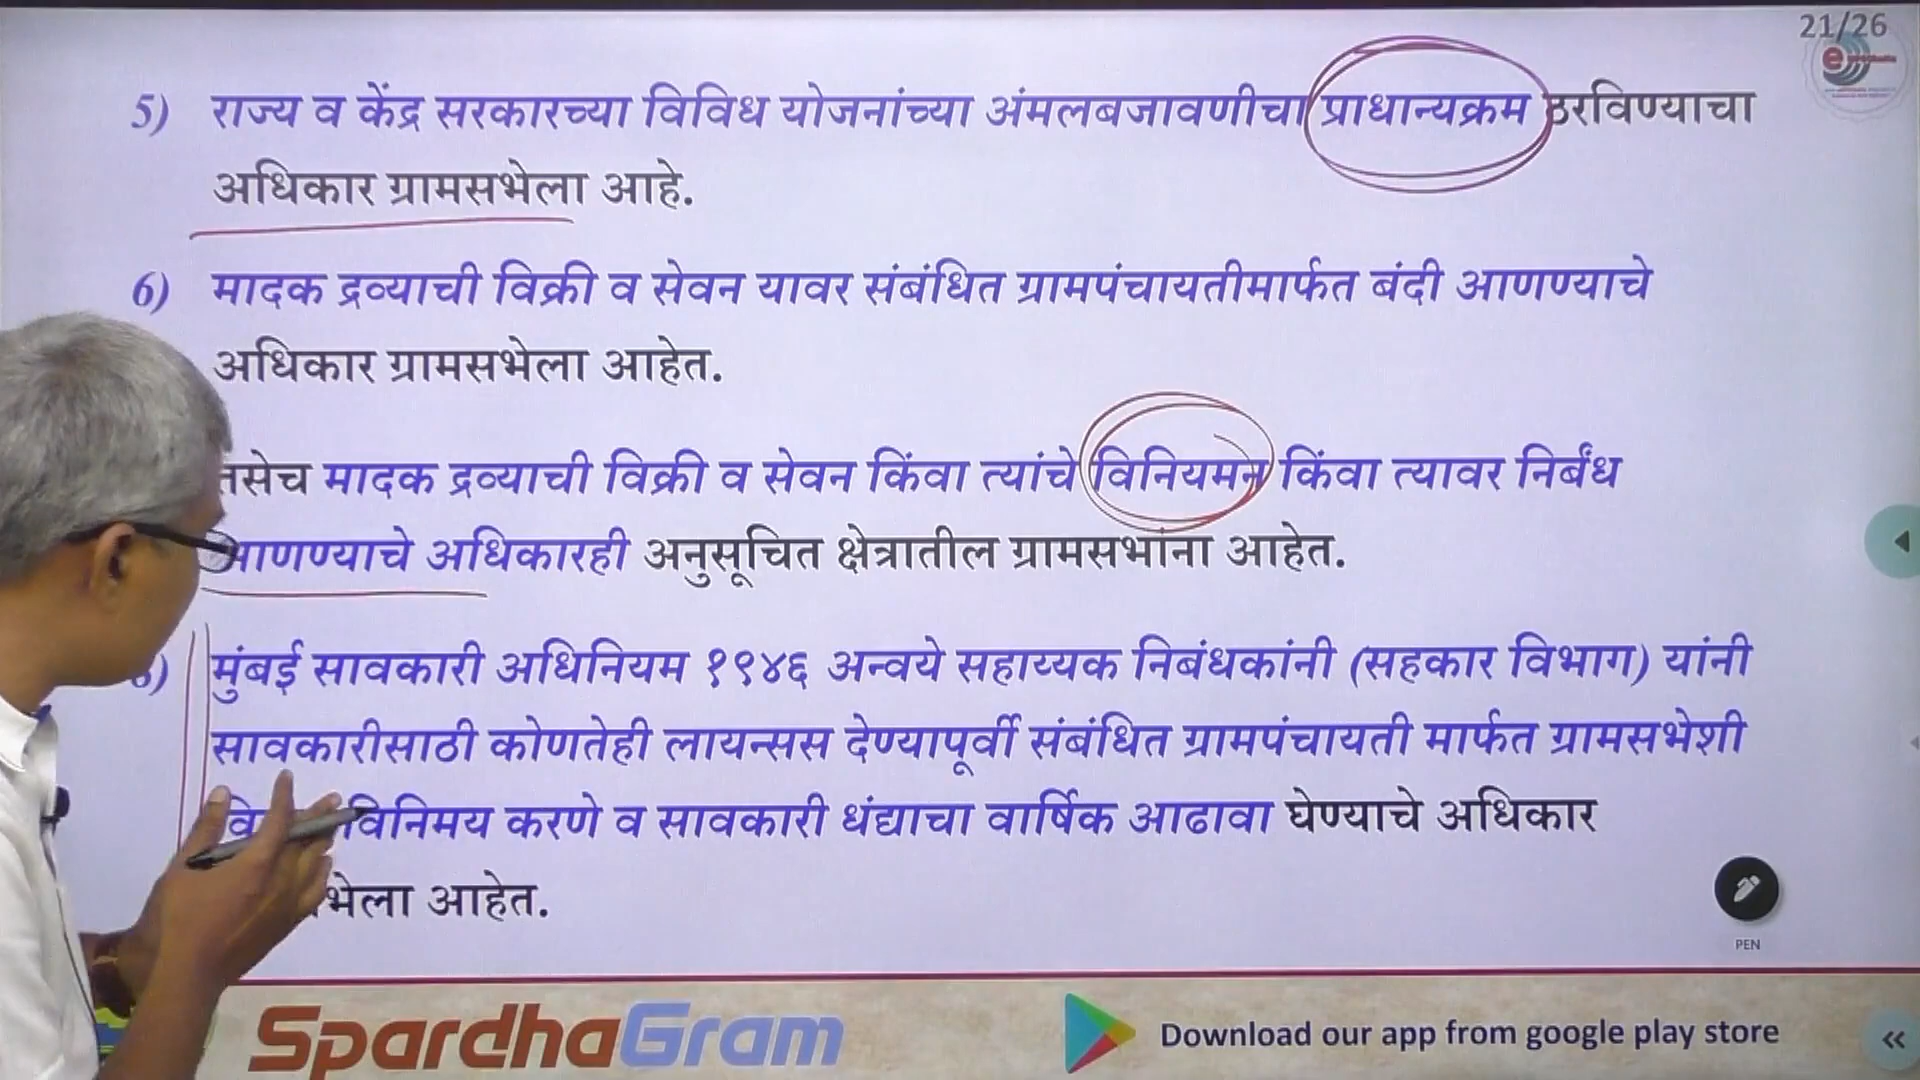 21/26
5) राज्य व केंद्र सरकारच्या विविध योजनांच्या अंमलबजावणीचा प्राधान्यक्रम ठरविण्याचा
अधिकार ग्रामसभेला आहे.
6) मादक द्रव्याची विक्री व सेवन यावर संबंधित ग्रामपंचायतीमार्फत बंदी आणण्याचे
अधिकार ग्रामसभेला आहेत.
तसेच मादक द्रव्याची विक्री व सेवन किंवा त्यांचे विनियमन किंवा त्यावर निर्बंध
आणण्याचे अधिकारही अनुसूचित क्षेत्रातील ग्रामसभांना आहेत.
मुंबई सावकारी अधिनियम १९४६ अन्वये सहाय्यक निबंधकांनी (सहकार विभाग) यांनी
सावकारीसाठी कोणतेही लायन्सस देण्यापूर्वी संबंधित ग्रामपंचायती मार्फत ग्रामसभेशी
विनिमय करणे व सावकारी धंद्याचा वार्षिक आढावा घेण्याचे अधिकार
आहेत.
PEN
SpardhaGram
Download our app from google play store